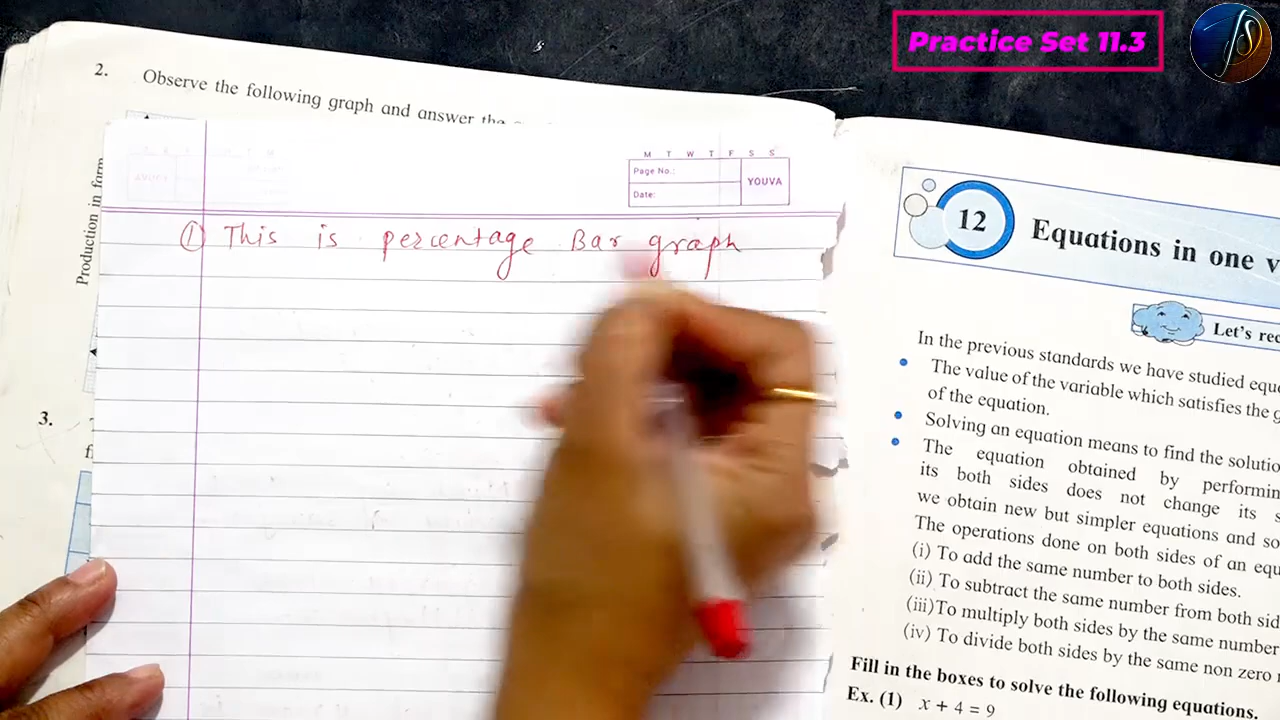 Practice Set 11.3
2. Observe the following graph and answer the
Production in farm
M T W T F S S
Page No.:
Date:
YOUVA
① This is percentage Bar graph
3.
12
Equations in one v
Let's rec
In the previous standards we have studied equ
• The value of the variable which satisfies the g
of the equation.
• Solving an equation means to find the solutio
• The equation obtained by performin
its both sides does not change its s
we obtain new but simpler equations and so
The operations done on both sides of an equ
(i) To add the same number to both sides.
(ii) To subtract the same number from both sid
(iii)To multiply both sides by the same number
(iv) To divide both sides by the same non zero
Fill in the boxes to solve the following equations.
Ex. (1) x + 4 = 9